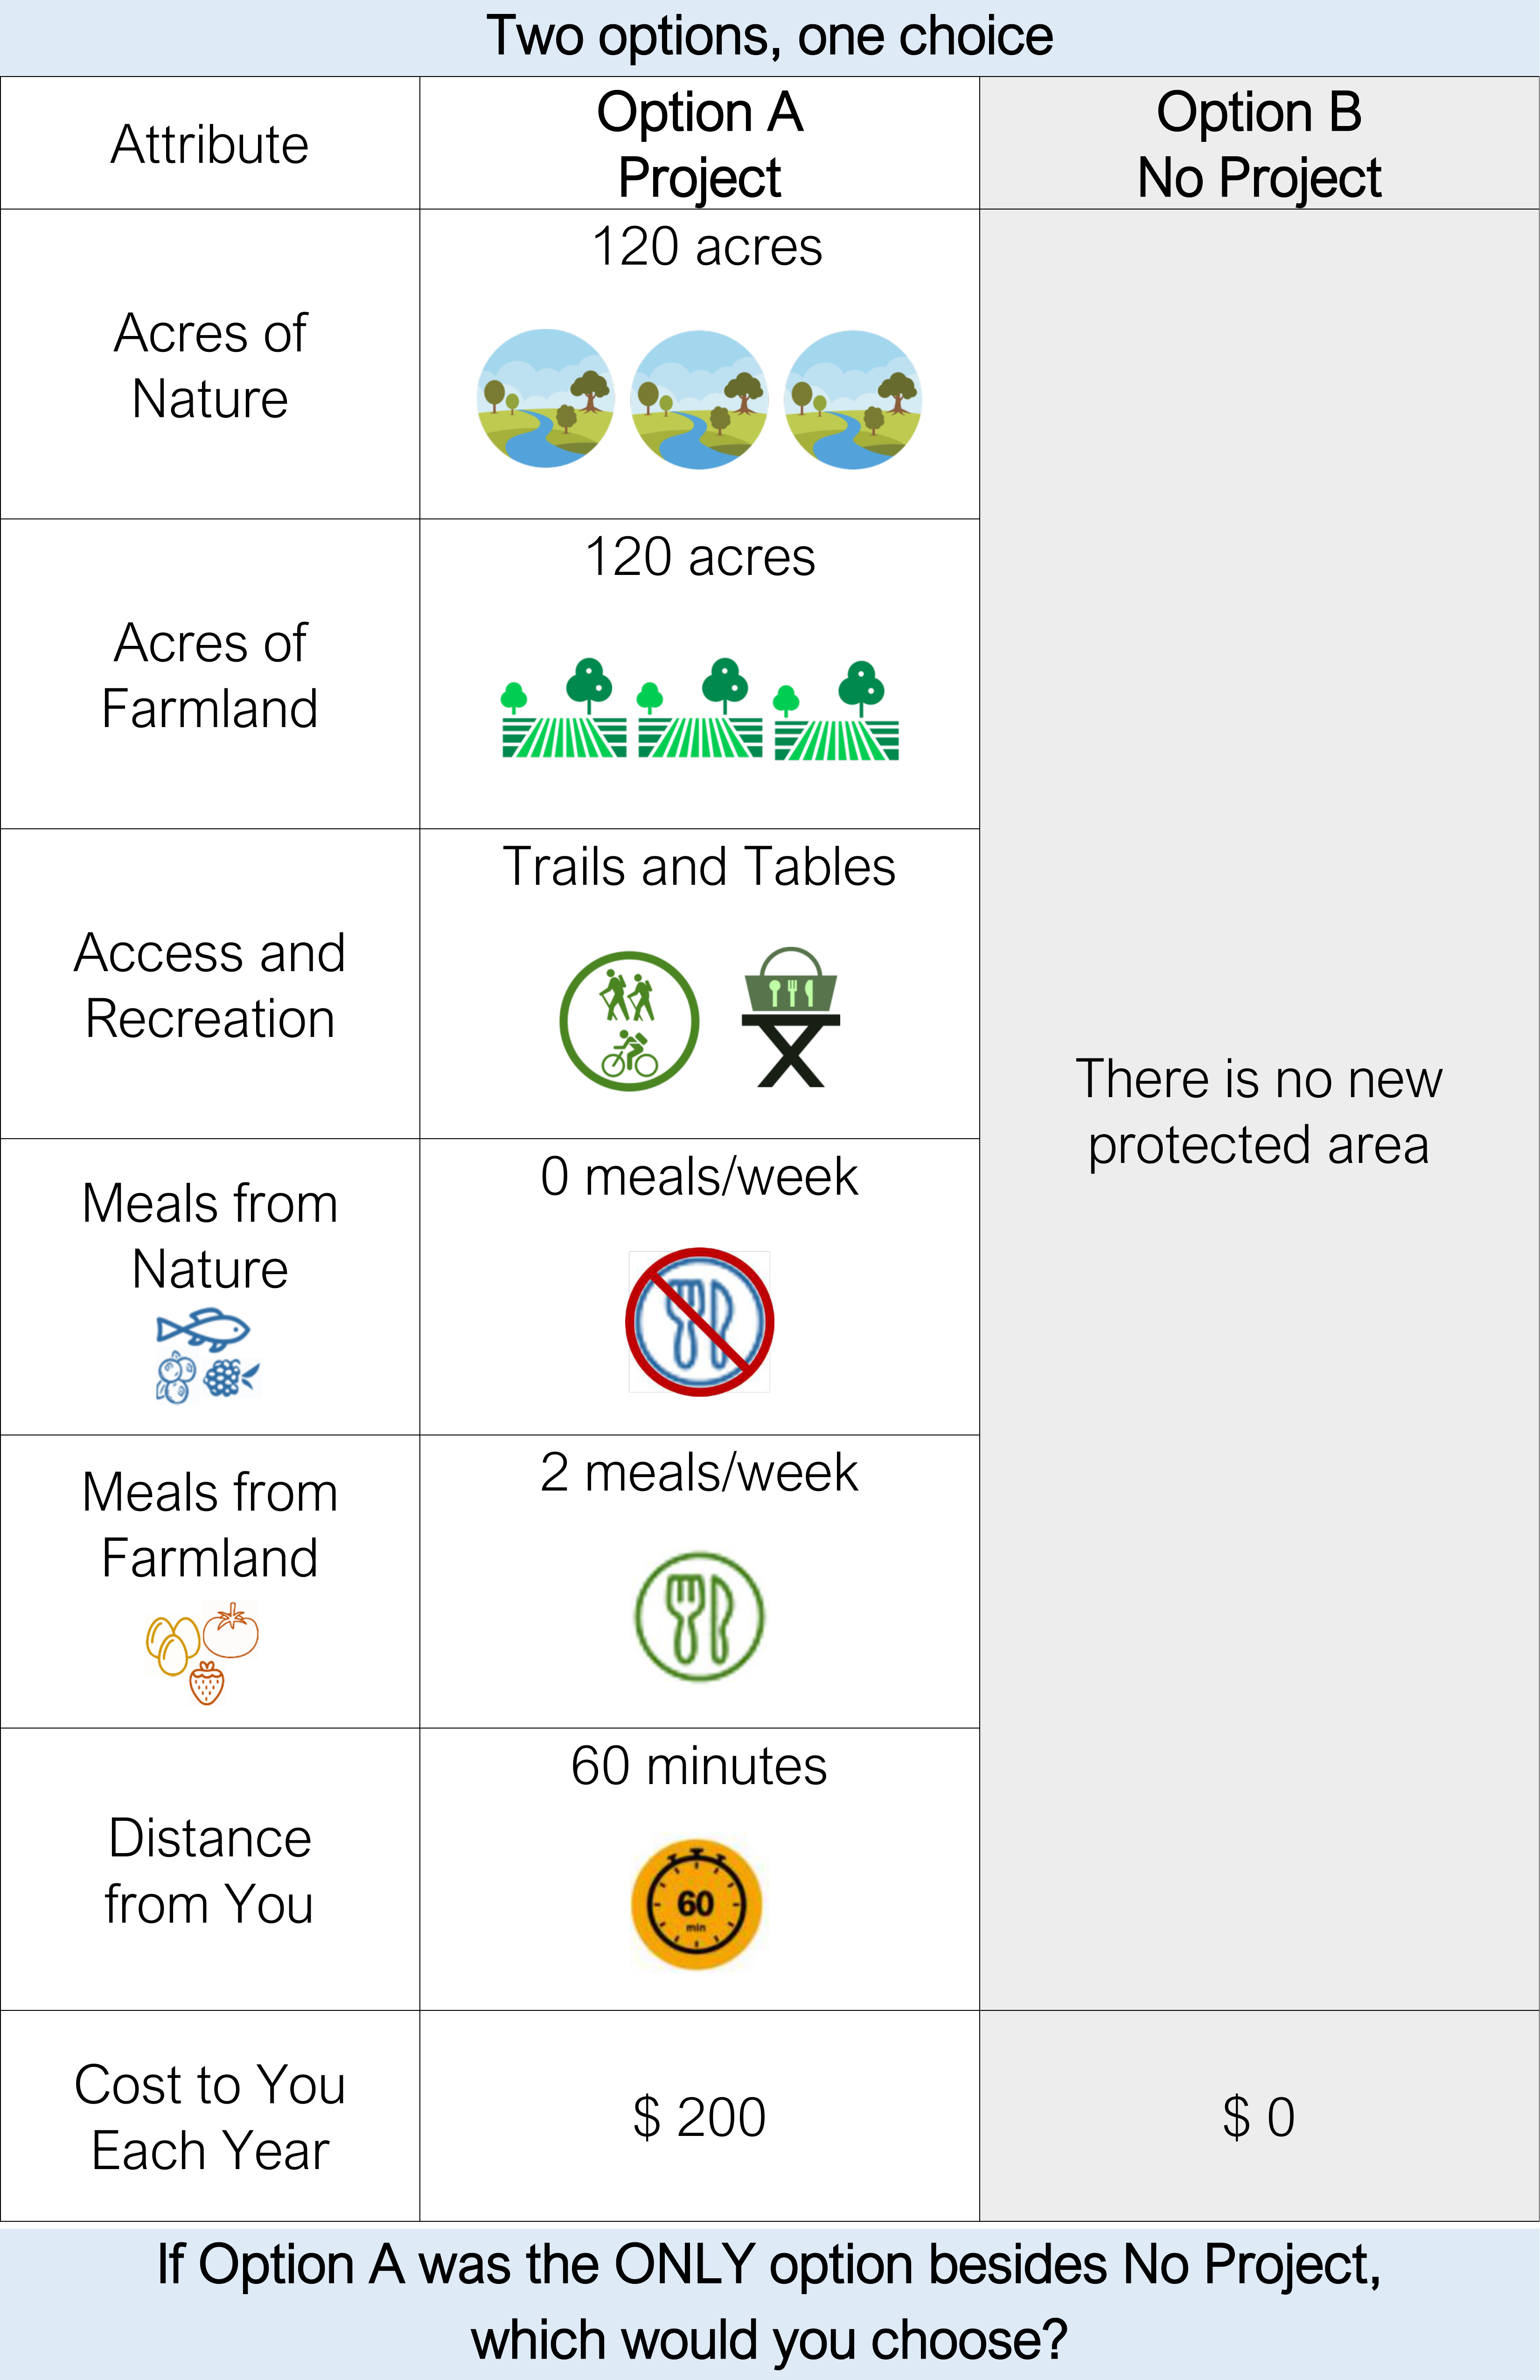 Two options, one choice
Attribute
Option A
Project
Option B
No Project
Acres of
Nature
120 acres
Acres of
Farmland
120 acres
Access and
Recreation
Trails and Tables
There is no new
protected area
Meals from
Nature
0 meals/week
Meals from
Farmland
2 meals/week
Distance
from You
60 minutes
60
min
Cost to You
Each Year
$ 200
$ 0
If Option A was the ONLY option besides No Project,
which would you choose?